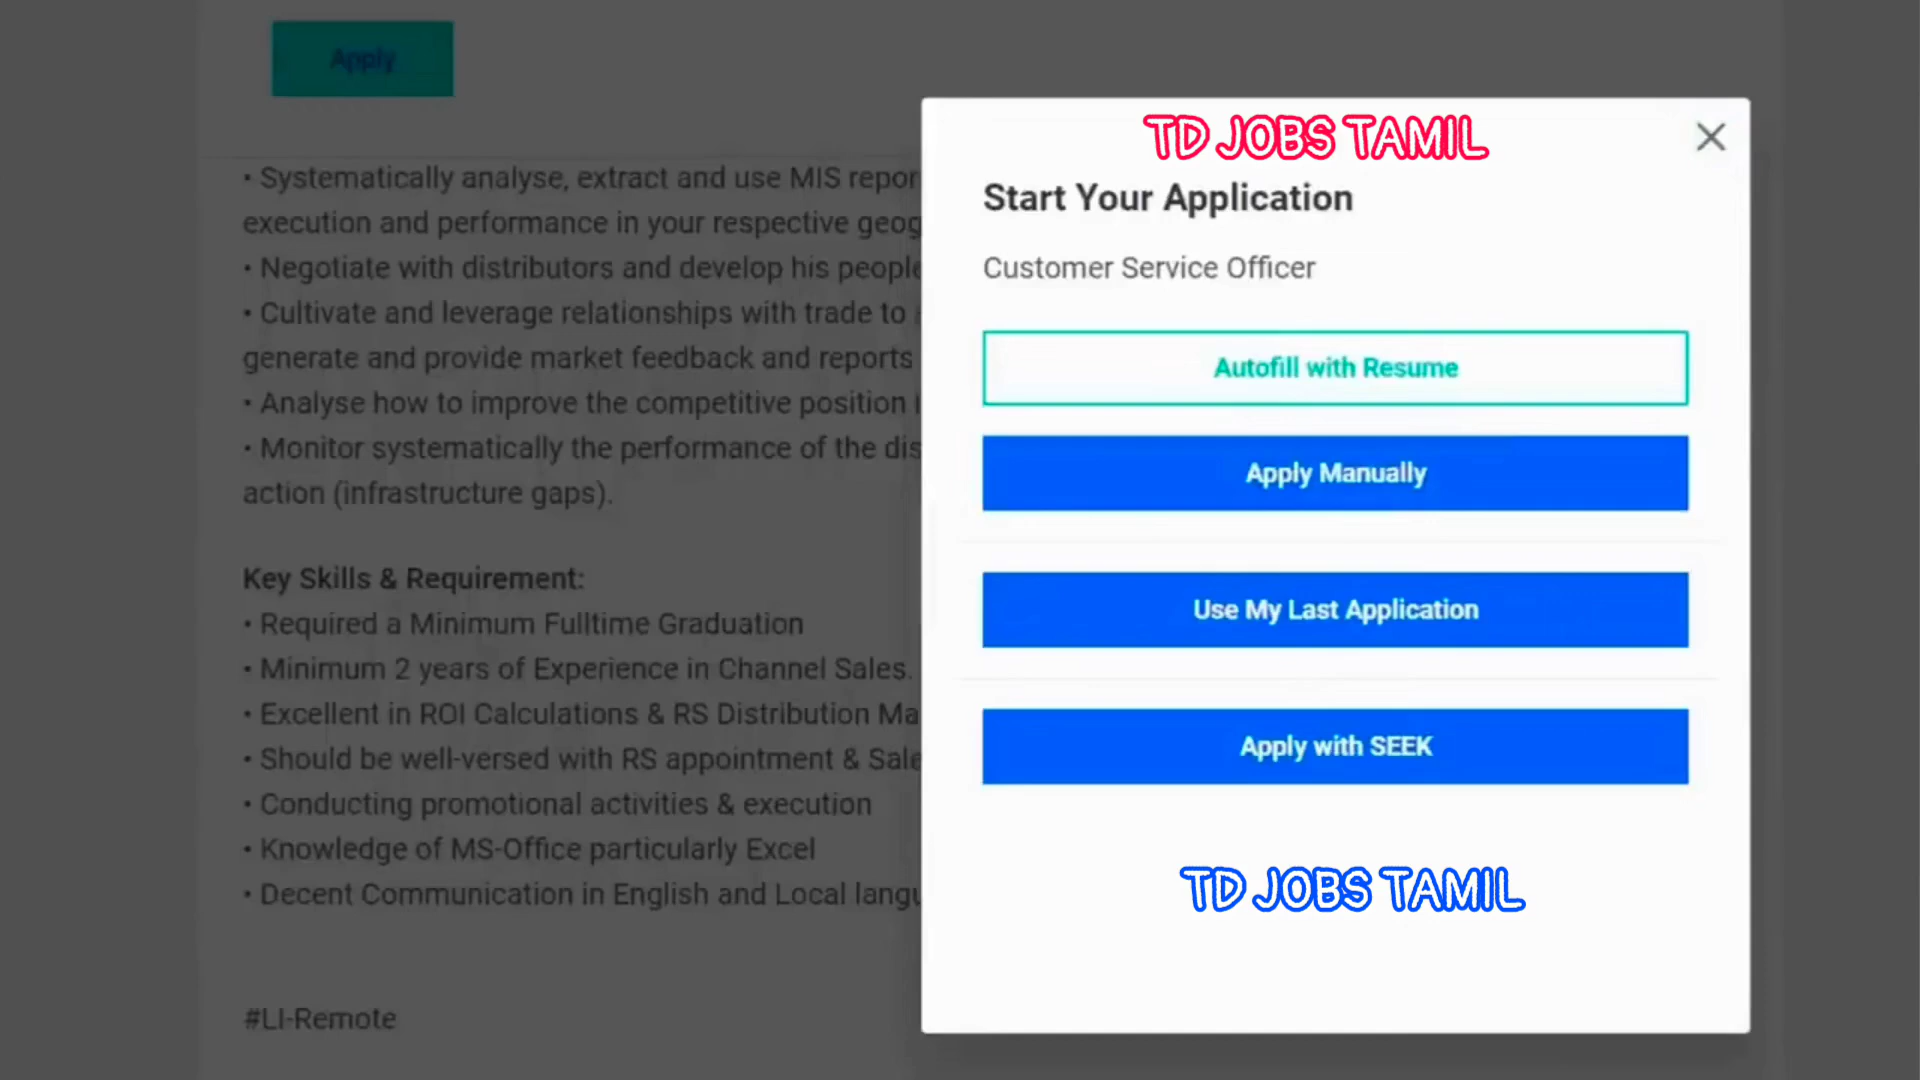 Apply
• Systematically analyse, extract and use MIS repor
execution and performance in your respective geog
• Negotiate with distributors and develop his people
• Cultivate and leverage relationships with trade to
generate and provide market feedback and reports
• Analyse how to improve the competitive position
• Monitor systematically the performance of the dis
action (infrastructure gaps).
Key Skills & Requirement:
• Required a Minimum Fulltime Graduation
• Minimum 2 years of Experience in Channel Sales.
• Excellent in ROI Calculations & RS Distribution Ma
• Should be well-versed with RS appointment & Sale
• Conducting promotional activities & execution
• Knowledge of MS-Office particularly Excel
• Decent Communication in English and Local langu
#LI-Remote
TD JOBS TAMIL
Start Your Application
Customer Service Officer
Autofill with Resume
Apply Manually
Use My Last Application
Apply with SEEK
TD JOBS TAMIL